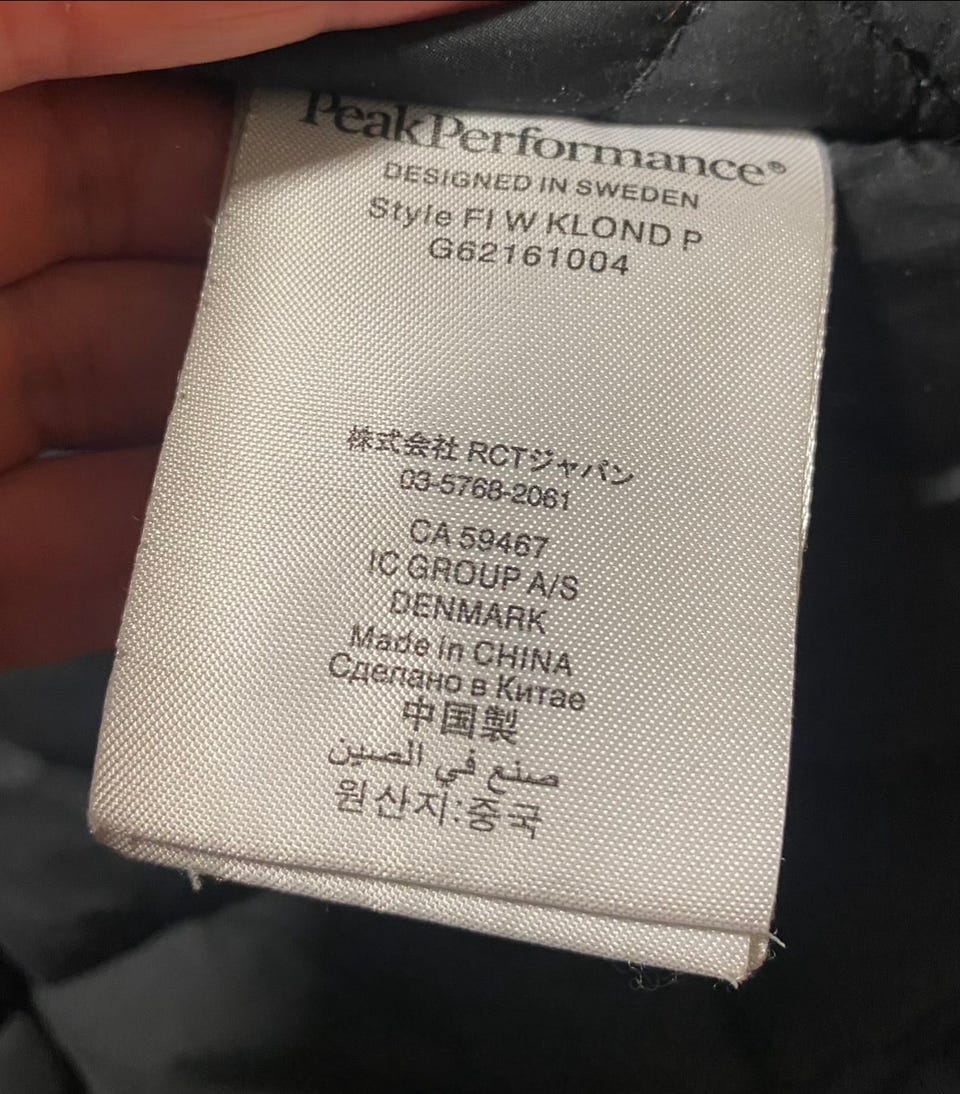 PeakPerformance®
DESIGNED IN SWEDEN
Style FI W KLOND P
G62161004
株式会社 RCTジャパン
03-5768-2061
CA 59467
IC GROUP A/S
DENMARK
Made in CHINA
Сделано в Китае
中国製
صنع في الصين
원산지:중국